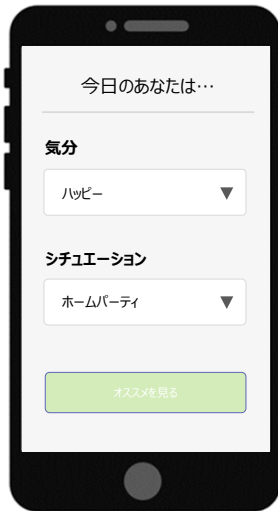 今日のあなたは…
気分
ハッピー ▼
シチュエーション
ホームパーティ ▼
オススメを見る